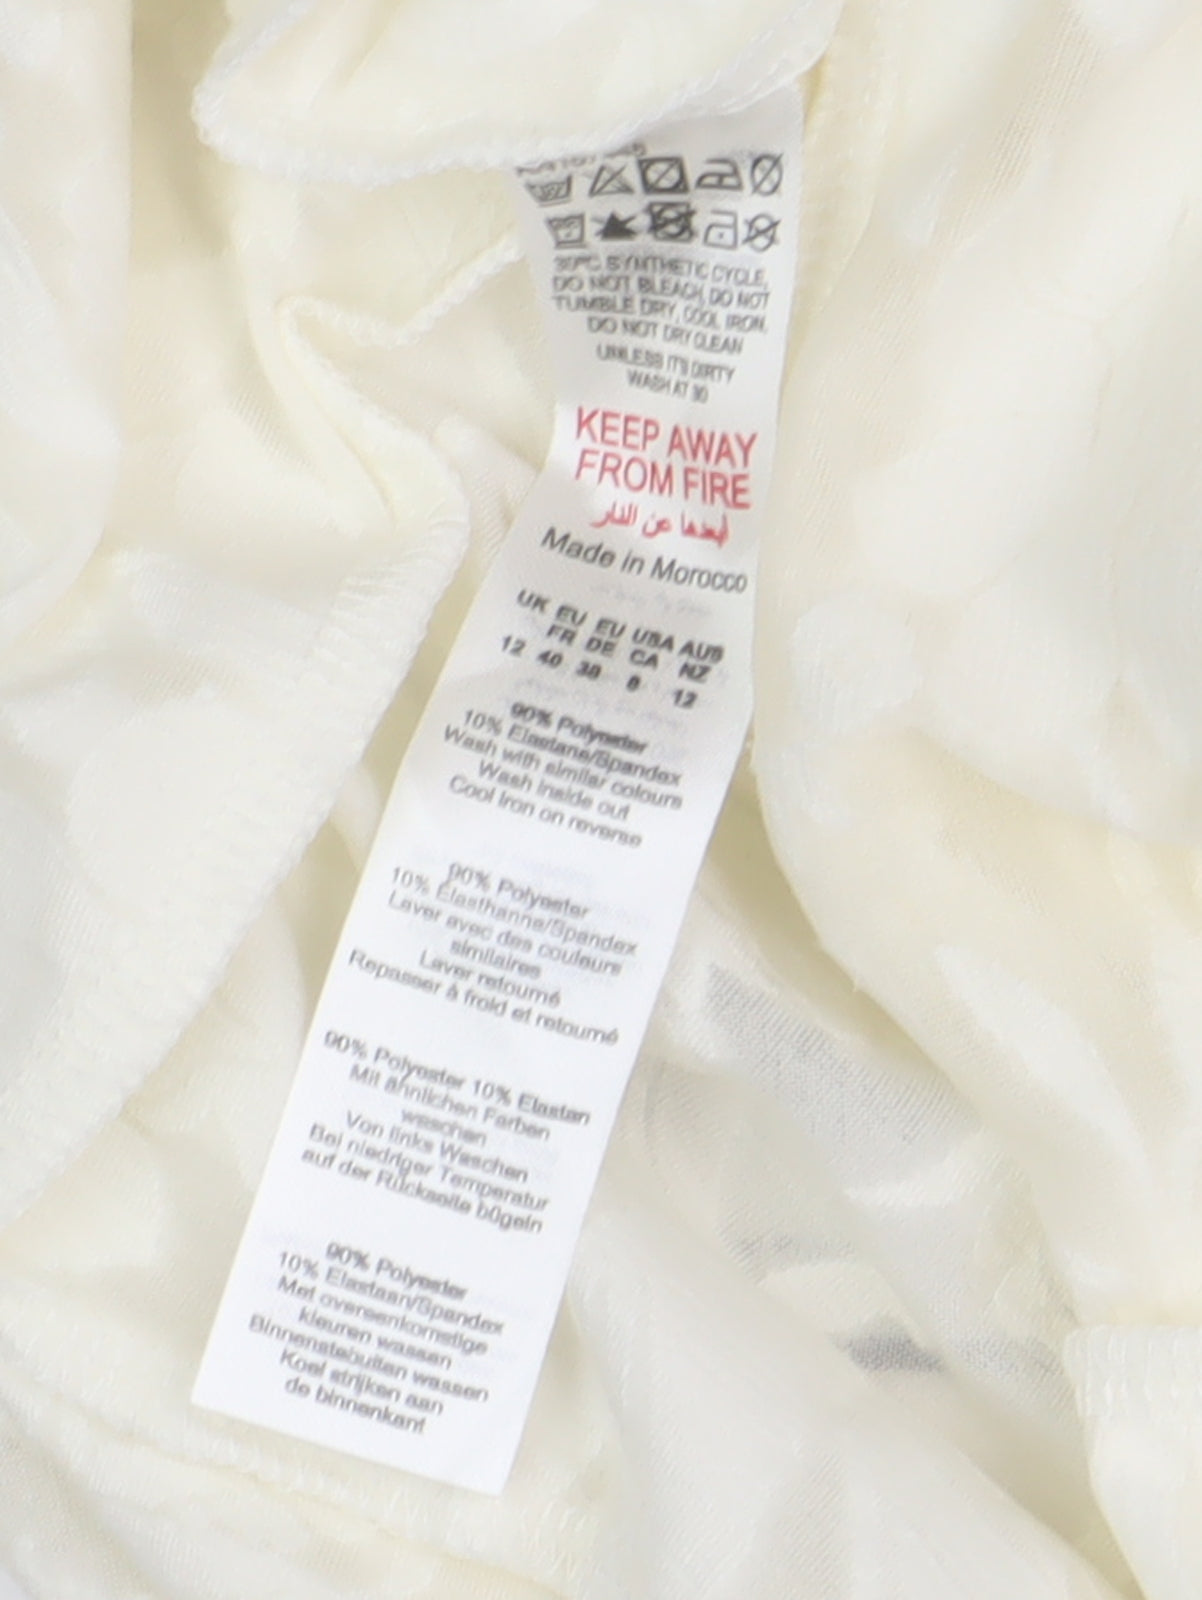 30°C SYNTHETIC CYCLE,
DO NOT BLEACH, DO NOT
TUMBLE DRY, COOL IRON,
DO NOT DRY CLEAN
UNLESS IT'S DIRTY
WASH AT 30
KEEP AWAY
FROM FIRE
أبعدها عن النار
Made in Morocco
UK EU EU USA AUS
FR DE CA NZ
12 40 38 8 12
90% Polyester
10% Elastane/Spandex
Wash with similar colours
Wash inside out
Cool Iron on reverse
90% Polyester
10% Élasthanne/Spandex
Laver avec des couleurs
similaires
Laver retourné
Repasser à froid et retourné
90% Polyester 10% Elastan
Mit ähnlichen Farben
waschen
Von links Waschen
Bei niedriger Temperatur
auf der Rückseite bügeln
90% Polyester
10% Elastaan/Spandex
Met overeenkomstige
kleuren wassen
Binnenstebuiten wassen
Koel strijken aan
de binnenkant